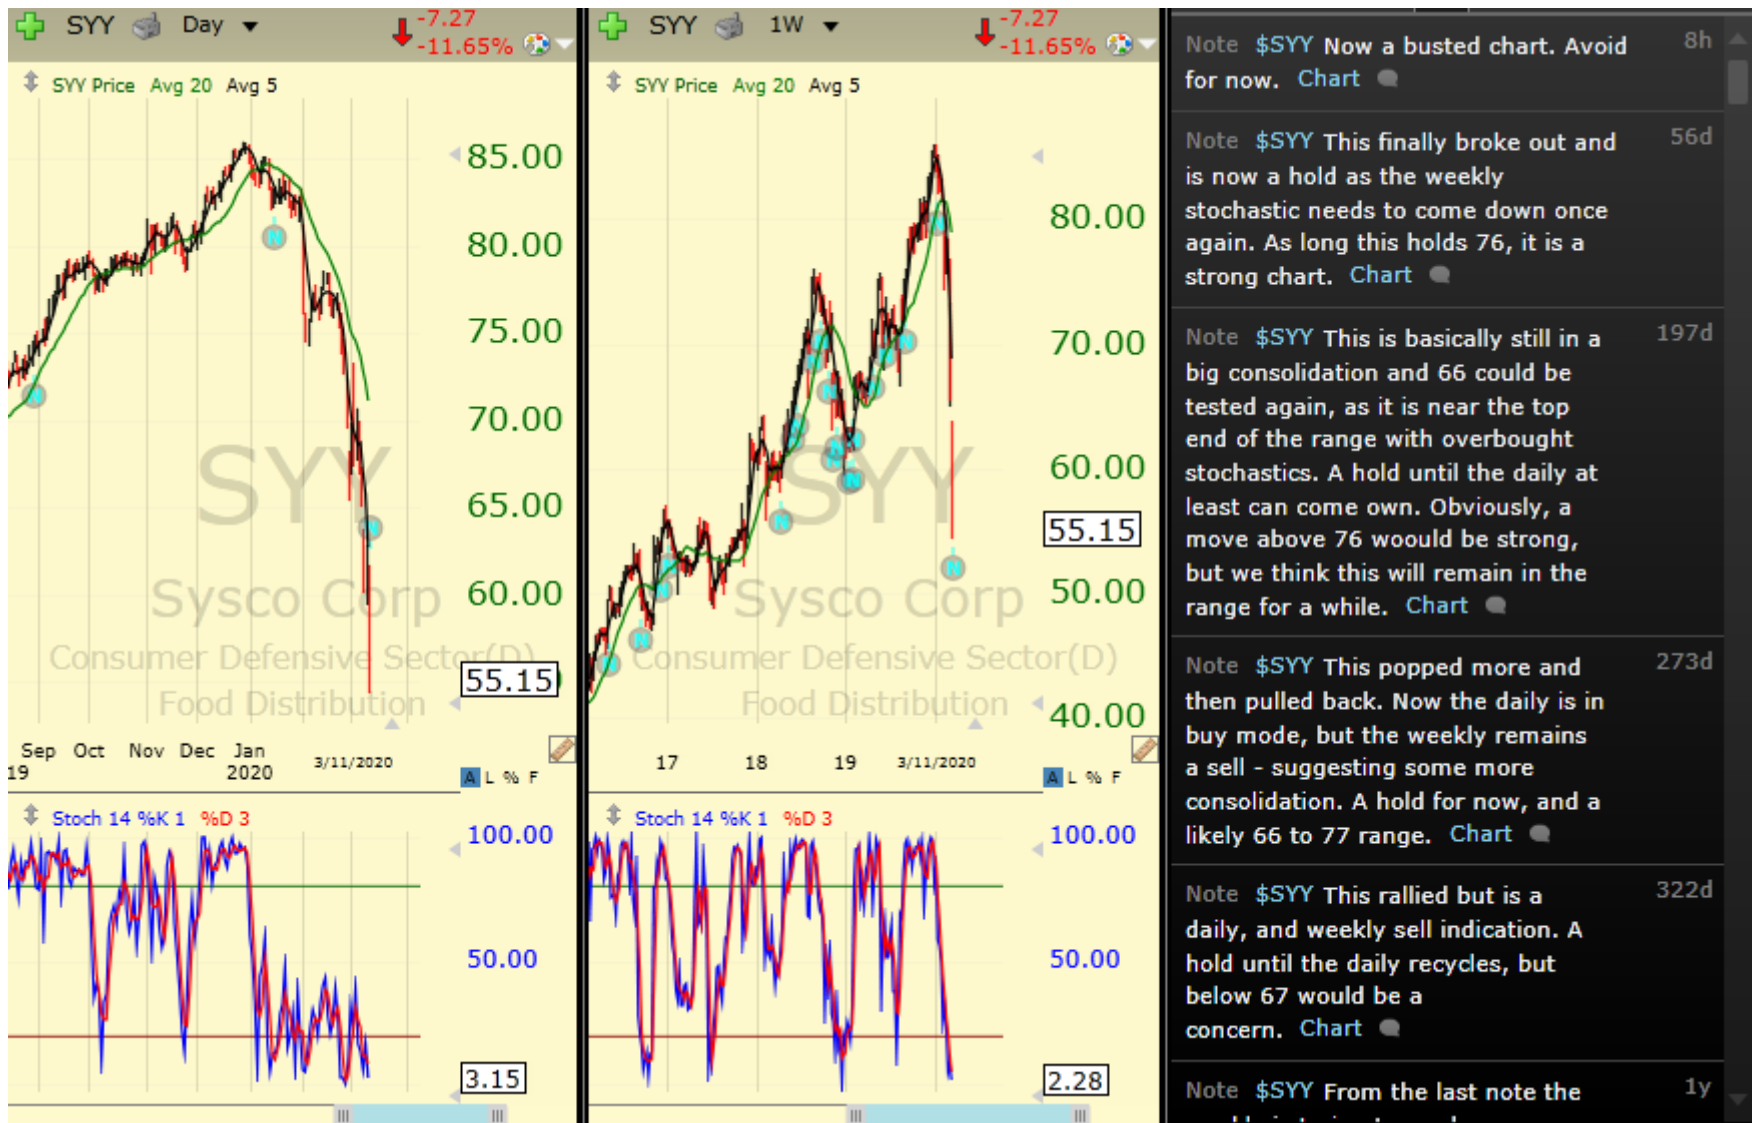 SYY Day -7.27
-11.65%
SYY Price Avg 20 Avg 5
85.00
80.00
75.00
70.00
65.00
60.00
55.15
SYY
Sysco Corp
Consumer Defensive Sector(D)
Food Distribution
N
N
N
Sep Oct Nov Dec Jan 3/11/2020
19 2020
A L % F
Stoch 14 %K 1 %D 3
100.00
50.00
3.15
SYY 1W -7.27
-11.65%
SYY Price Avg 20 Avg 5
80.00
70.00
60.00
55.15
50.00
40.00
SYY
Sysco Corp
Consumer Defensive Sector(D)
Food Distribution
17 18 19 3/11/2020
A L % F
Stoch 14 %K 1 %D 3
100.00
50.00
2.28
Note $SYY Now a busted chart. Avoid 8h
for now. Chart
Note $SYY This finally broke out and 56d
is now a hold as the weekly
stochastic needs to come down once
again. As long this holds 76, it is a
strong chart. Chart
Note $SYY This is basically still in a 197d
big consolidation and 66 could be
tested again, as it is near the top
end of the range with overbought
stochastics. A hold until the daily at
least can come own. Obviously, a
move above 76 woould be strong,
but we think this will remain in the
range for a while. Chart
Note $SYY This popped more and 273d
then pulled back. Now the daily is in
buy mode, but the weekly remains
a sell - suggesting some more
consolidation. A hold for now, and a
likely 66 to 77 range. Chart
Note $SYY This rallied but is a 322d
daily, and weekly sell indication. A
hold until the daily recycles, but
below 67 would be a
concern. Chart
Note $SYY From the last note the 1y